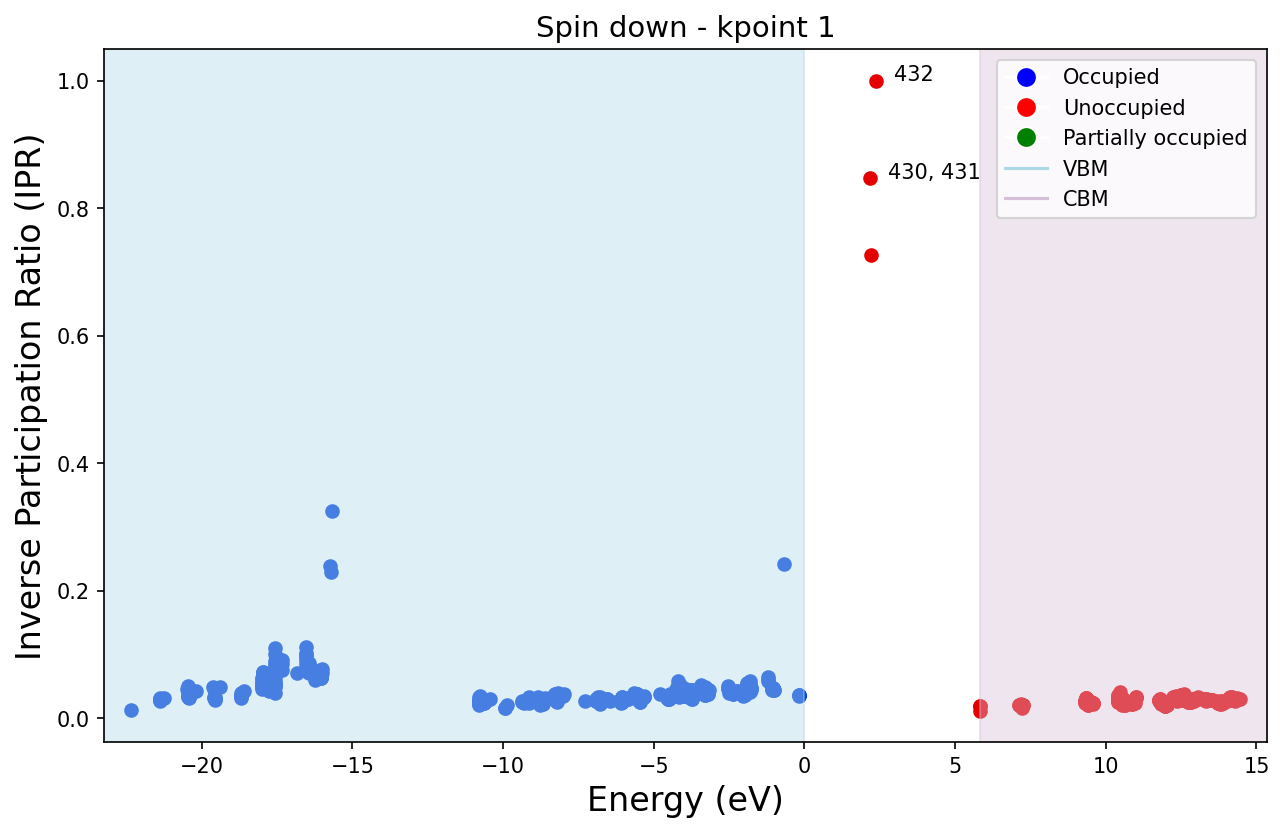 Spin down - kpoint 1
Inverse Participation Ratio (IPR)
1.0
0.8
0.6
0.4
0.2
0.0
432
430, 431
Occupied
Unoccupied
Partially occupied
VBM
CBM
−20
−15
−10
−5
0
5
10
15
Energy (eV)